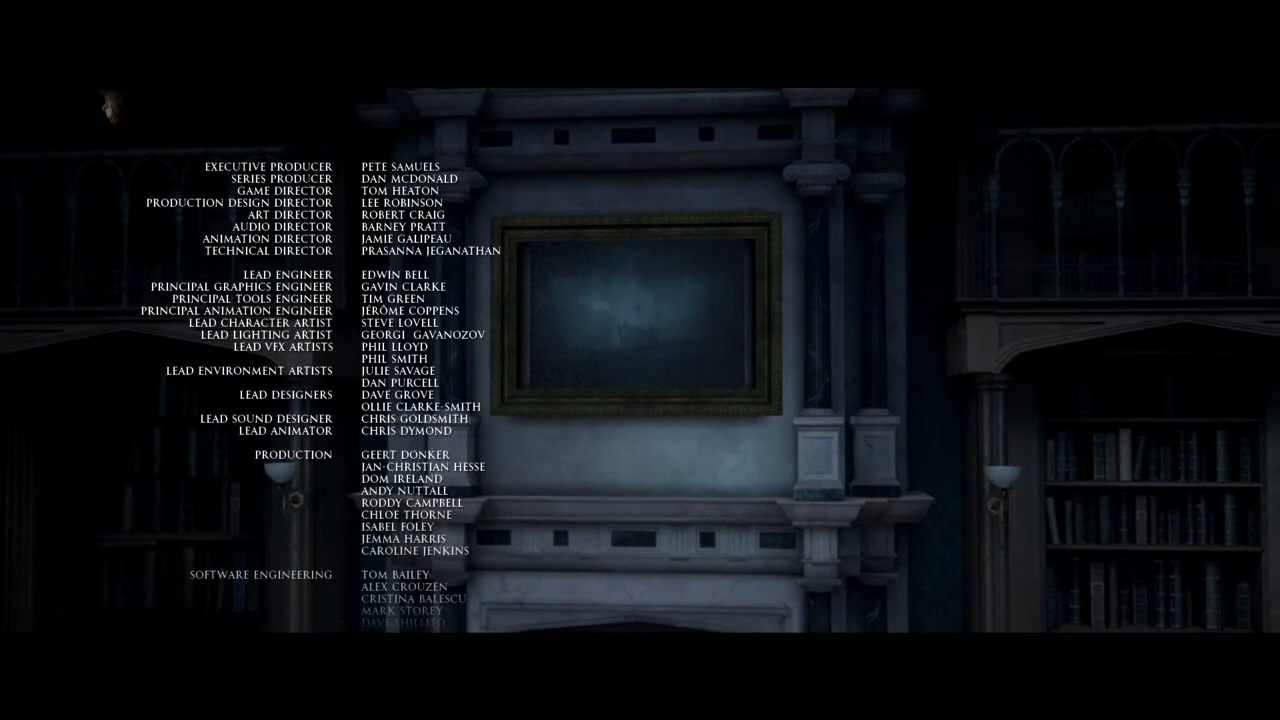 EXECUTIVE PRODUCER PETE SAMUELS
SERIES PRODUCER DAN MCDONALD
GAME DIRECTOR TOM HEATON
PRODUCTION DESIGN DIRECTOR LEE ROBINSON
ART DIRECTOR ROBERT CRAIG
AUDIO DIRECTOR BARNEY PRATT
ANIMATION DIRECTOR JAMIE GALIPEAU
TECHNICAL DIRECTOR PRASANNA JEGANATHAN
LEAD ENGINEER EDWIN BELL
PRINCIPAL GRAPHICS ENGINEER GAVIN CLARKE
PRINCIPAL TOOLS ENGINEER TIM GREEN
PRINCIPAL ANIMATION ENGINEER JÉRÔME COPPENS
LEAD CHARACTER ARTIST STEVE LOVELL
LEAD LIGHTING ARTIST GEORGI GAVANOZOV
LEAD VFX ARTISTS PHIL LLOYD
PHIL SMITH
LEAD ENVIRONMENT ARTISTS JULIE SAVAGE
DAN PURCELL
LEAD DESIGNERS DAVE GROVE
OLLIE CLARKE-SMITH
LEAD SOUND DESIGNER CHRIS GOLDSMITH
LEAD ANIMATOR CHRIS DYMOND
PRODUCTION GEERT DONKER
JAN-CHRISTIAN HESSE
DOM IRELAND
ANDY NUTTALL
RODDY CAMPBELL
CHLOE THORNE
ISABEL FOLEY
JEMMA HARRIS
CAROLINE JENKINS
SOFTWARE ENGINEERING TOM BAILEY
ALEX CROUZEN
CRISTINA BALESCU
MARK STOREY
DAVE SHILLITO